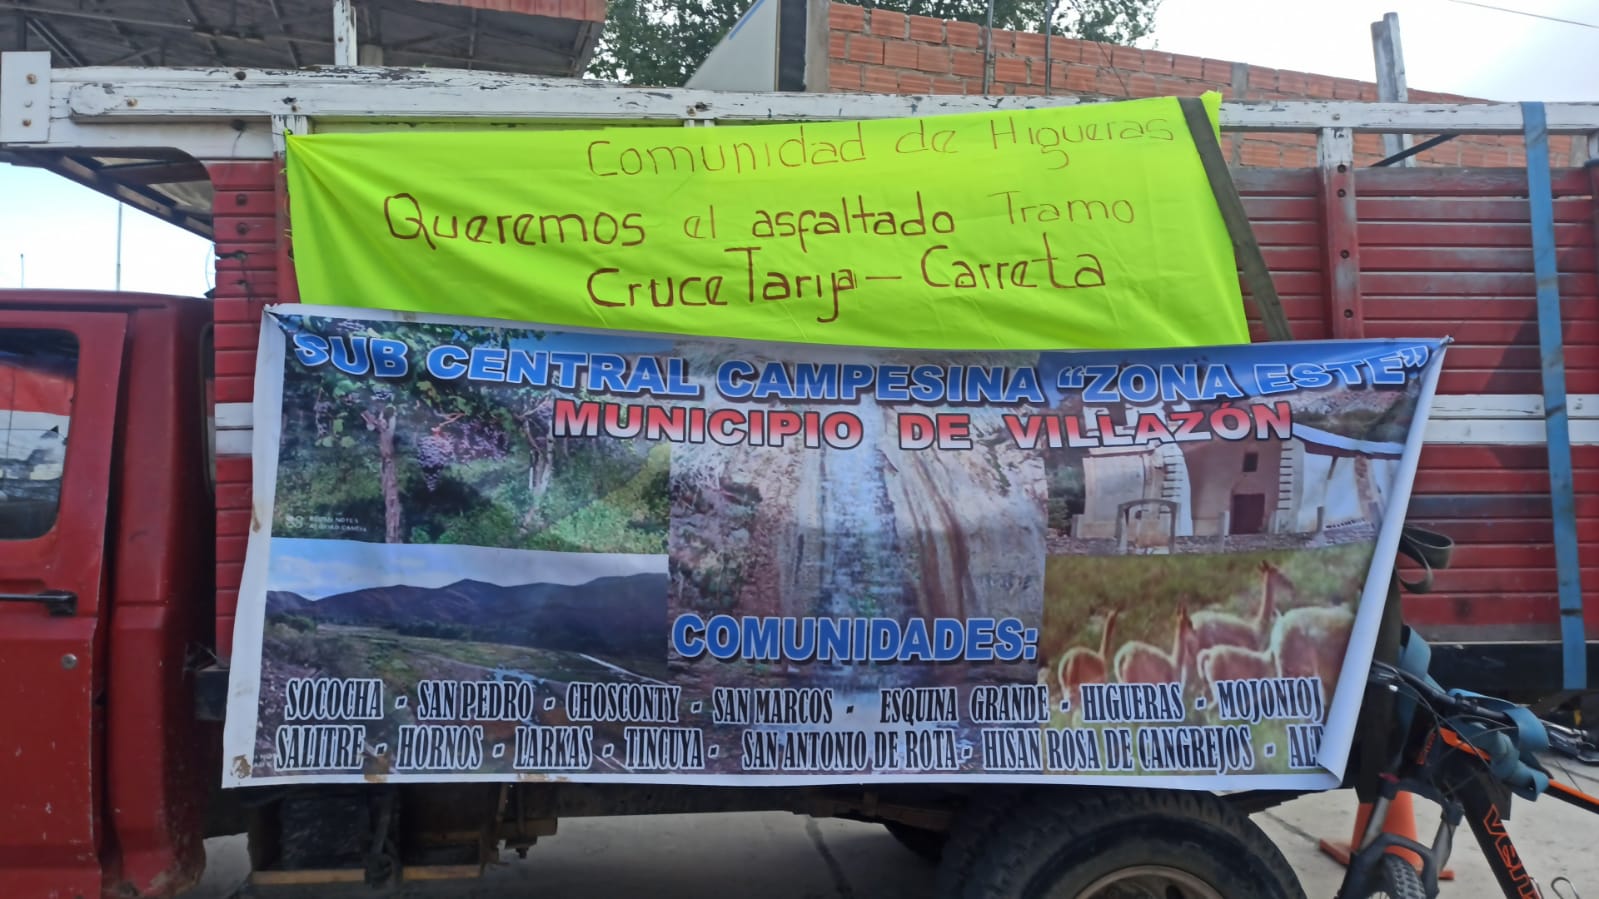 Comunidad de Higueras
Queremos el asfaltado Tramo
Cruce Tarija - Carreta
SUB CENTRAL CAMPESINA "ZONA ESTE"
MUNICIPIO DE VILLAZÓN
COMUNIDADES:
SOCOCHA - SAN PEDRO - CHOSCONTY - SAN MARCOS - ESQUINA GRANDE - HIGUERAS - MOJONIOJ
SALITRE - HORNOS - LARKAS - TINCUYA - SAN ANTONIO DE ROTA - HISAN ROSA DE CANGREJOS -